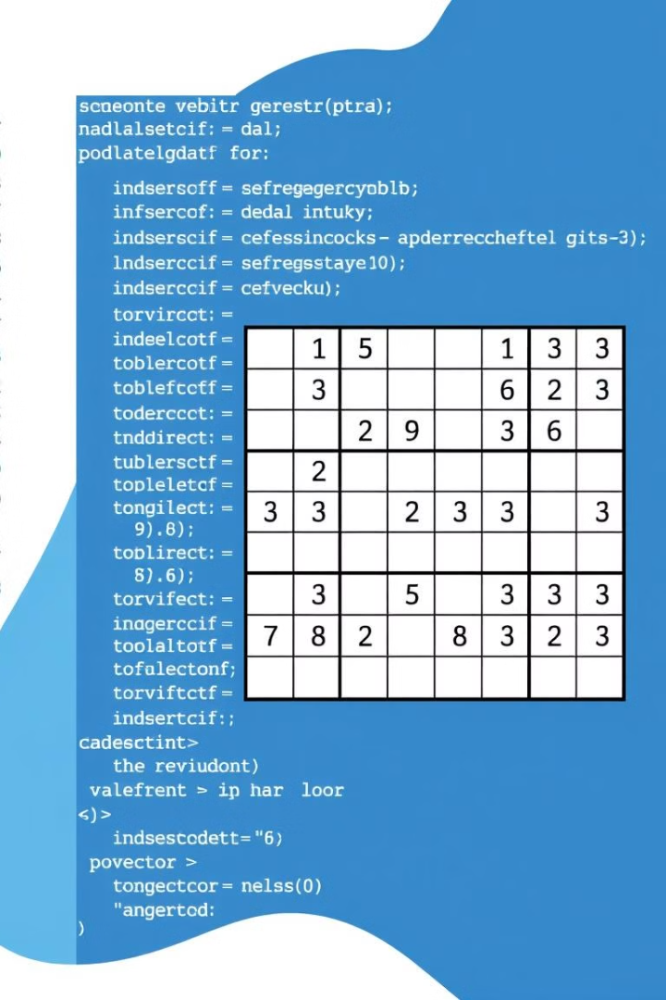 scneonte vebitr gerestr(ptra);
nadlalsetcif: = dal;
podlatelgdatf for:
indsersoff = sefregagercynblb;
infsercof: = dedal intuky;
indserscif = cefessincocks- apderreccheftel gits-3);
lndserccif = sefregsstaye10);
indserccif = cefvecku);
torvircct: =
indeelcotf =
toblercotf =
toblefccff =
toderccct: =
tnddirect: =
tublersctf =
topleletcf =
tongilect: =
9).8);
toblirect: =
8).6);
torvifect: =
inagerccif =
toolaltotf =
tofalectonf;
torviftctf =
indsertcif:;
1 5 1 3 3
3 6 2 3
2 9 3 6
2
3 3 2 3 3 3
3 5 3 3 3
7 8 2 8 3 2 3
cadesctint>
the reviudont)
valefrent > ip har loor
<)>
indsestodett="6)
povector >
tongectcor = nelss(0)
"angertod:
)